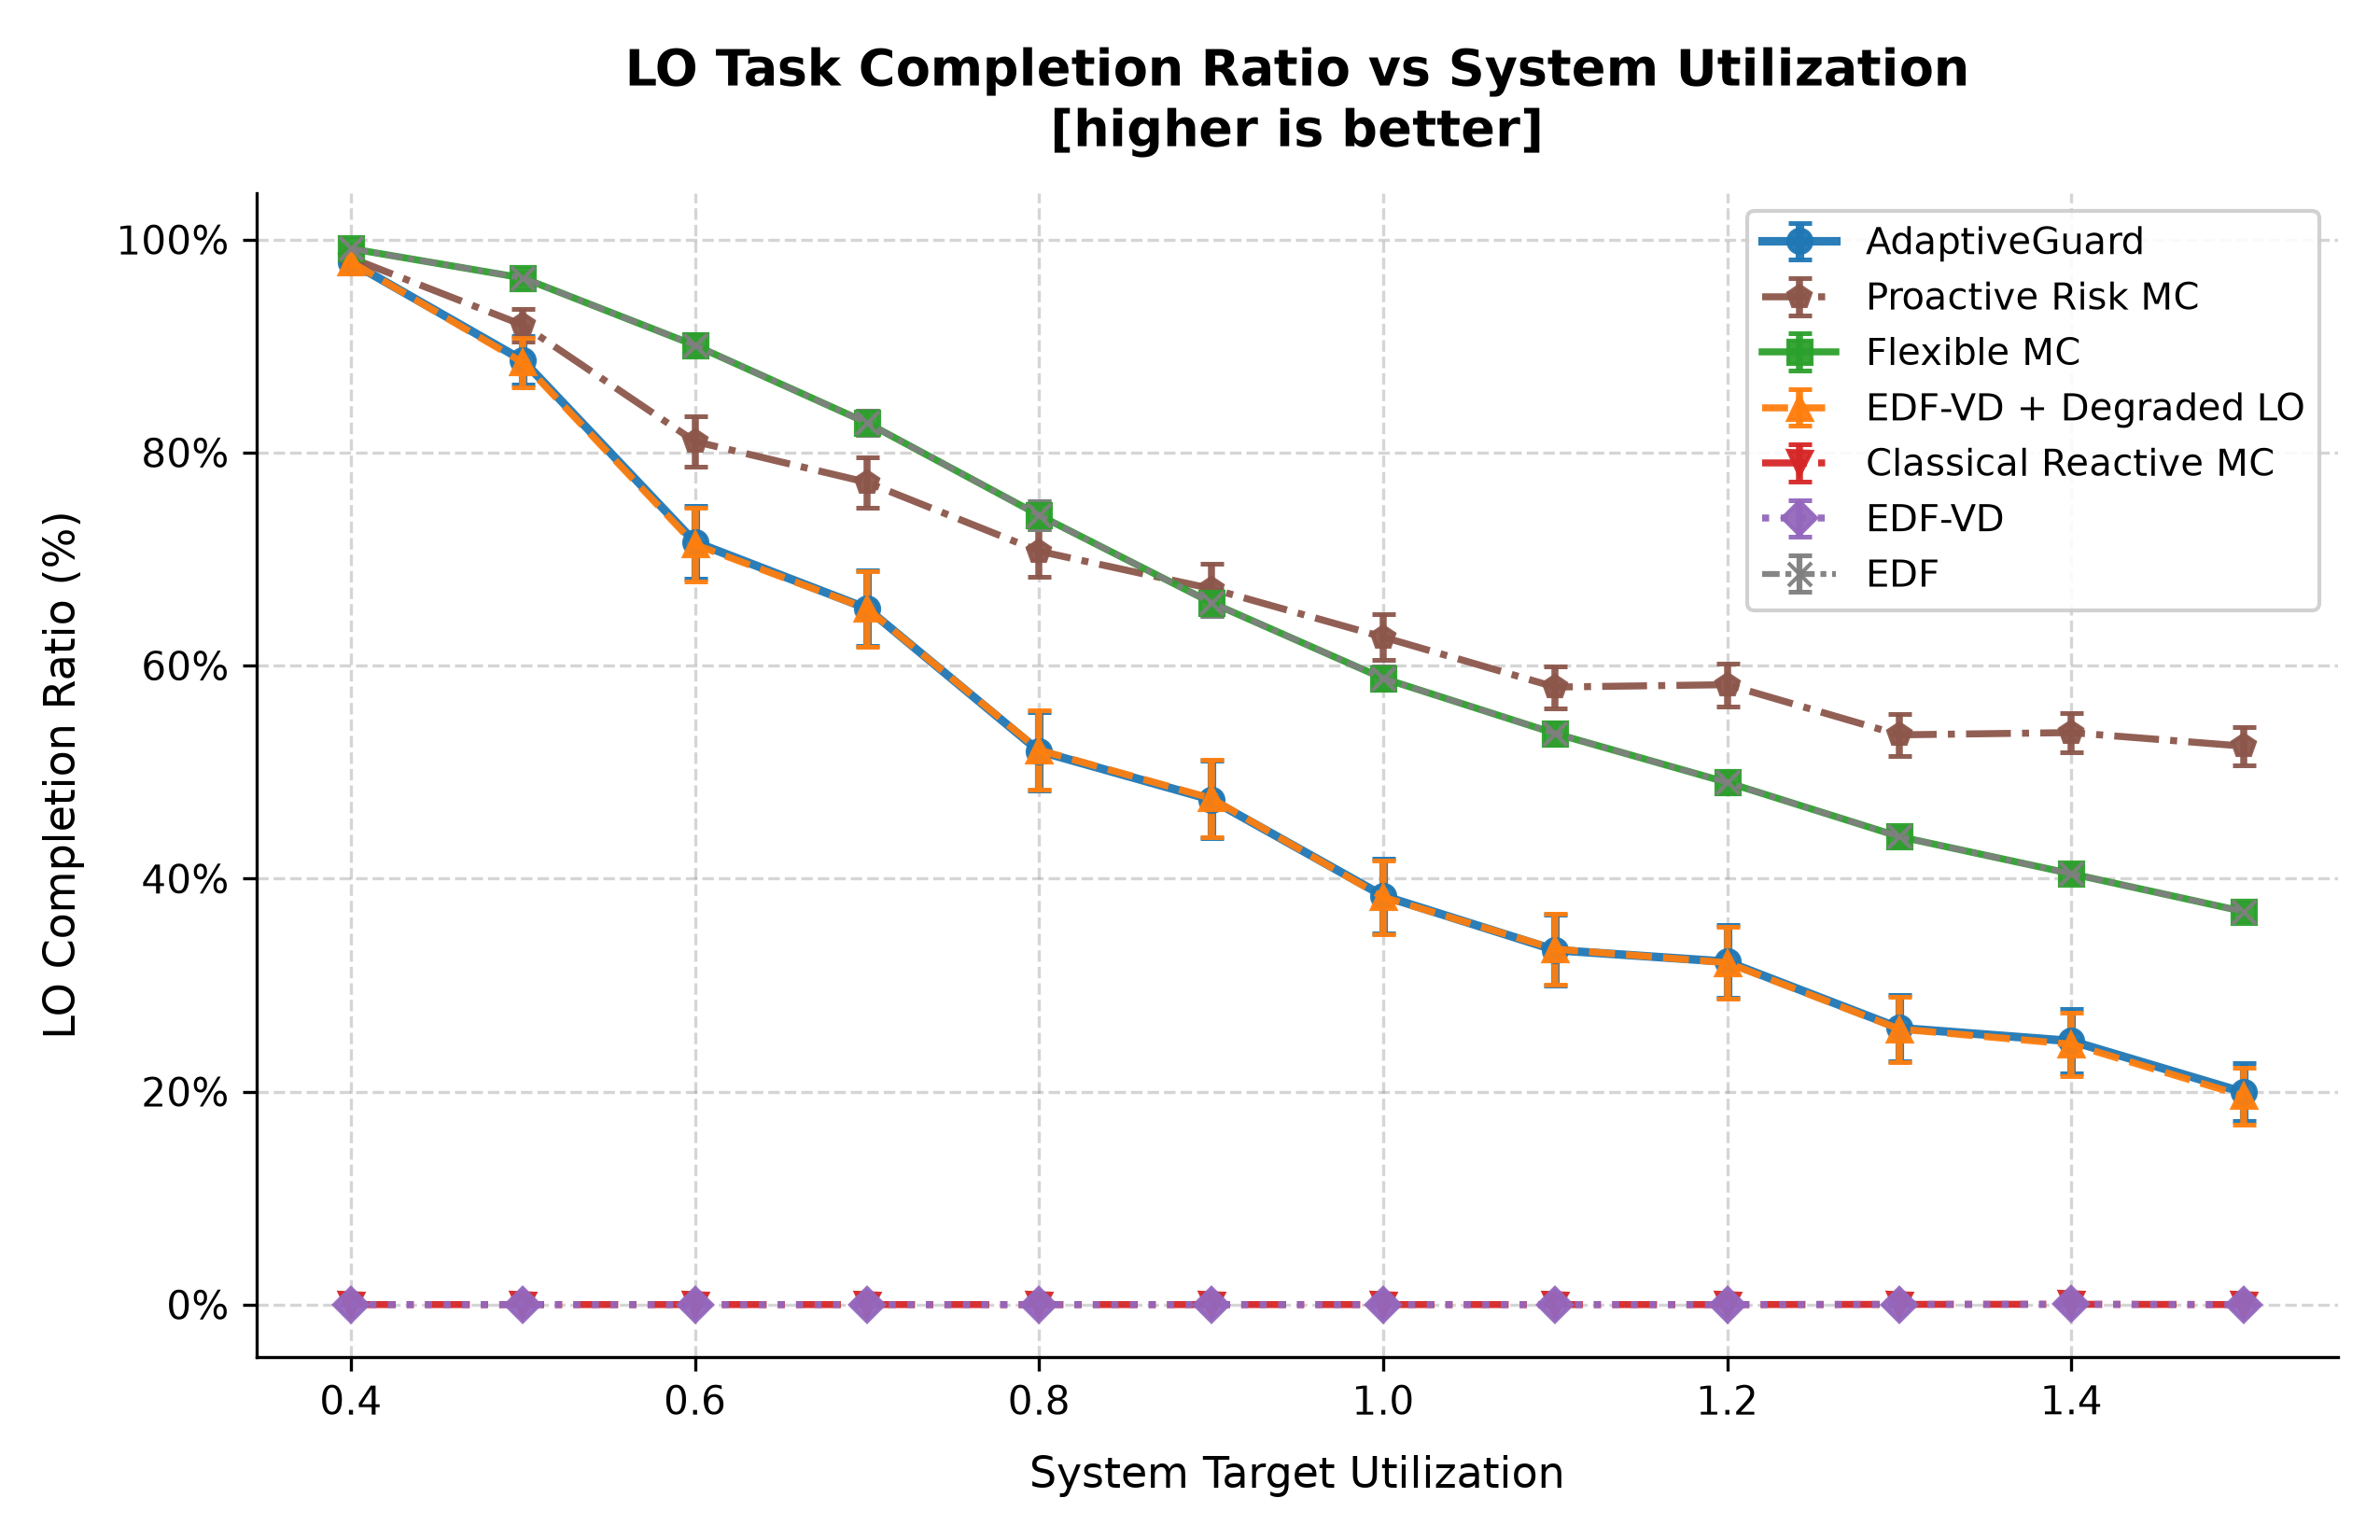 LO Task Completion Ratio vs System Utilization
[higher is better]
LO Completion Ratio (%)
100%
80%
60%
40%
20%
0%
AdaptiveGuard
Proactive Risk MC
Flexible MC
EDF-VD + Degraded LO
Classical Reactive MC
EDF-VD
EDF
0.4 0.6 0.8 1.0 1.2 1.4
System Target Utilization